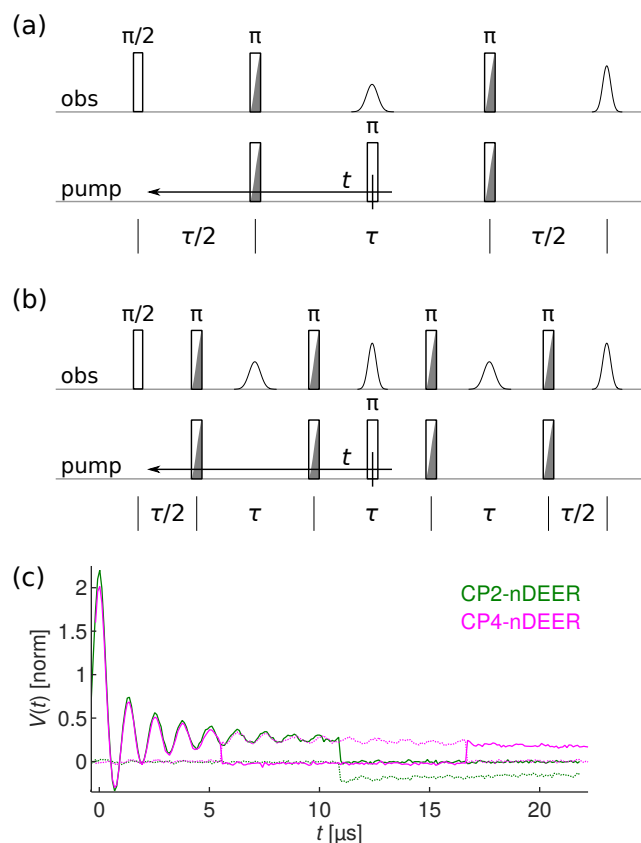 (a)
π/2 π π
obs
π
pump t
τ/2 τ τ/2
(b)
π/2 π π π π
obs
π
pump t
τ/2 τ τ τ τ/2
(c)
CP2-nDEER
CP4-nDEER
V(t) [norm]
2
1.5
1
0.5
0
0 5 10 15 20
t [µs]